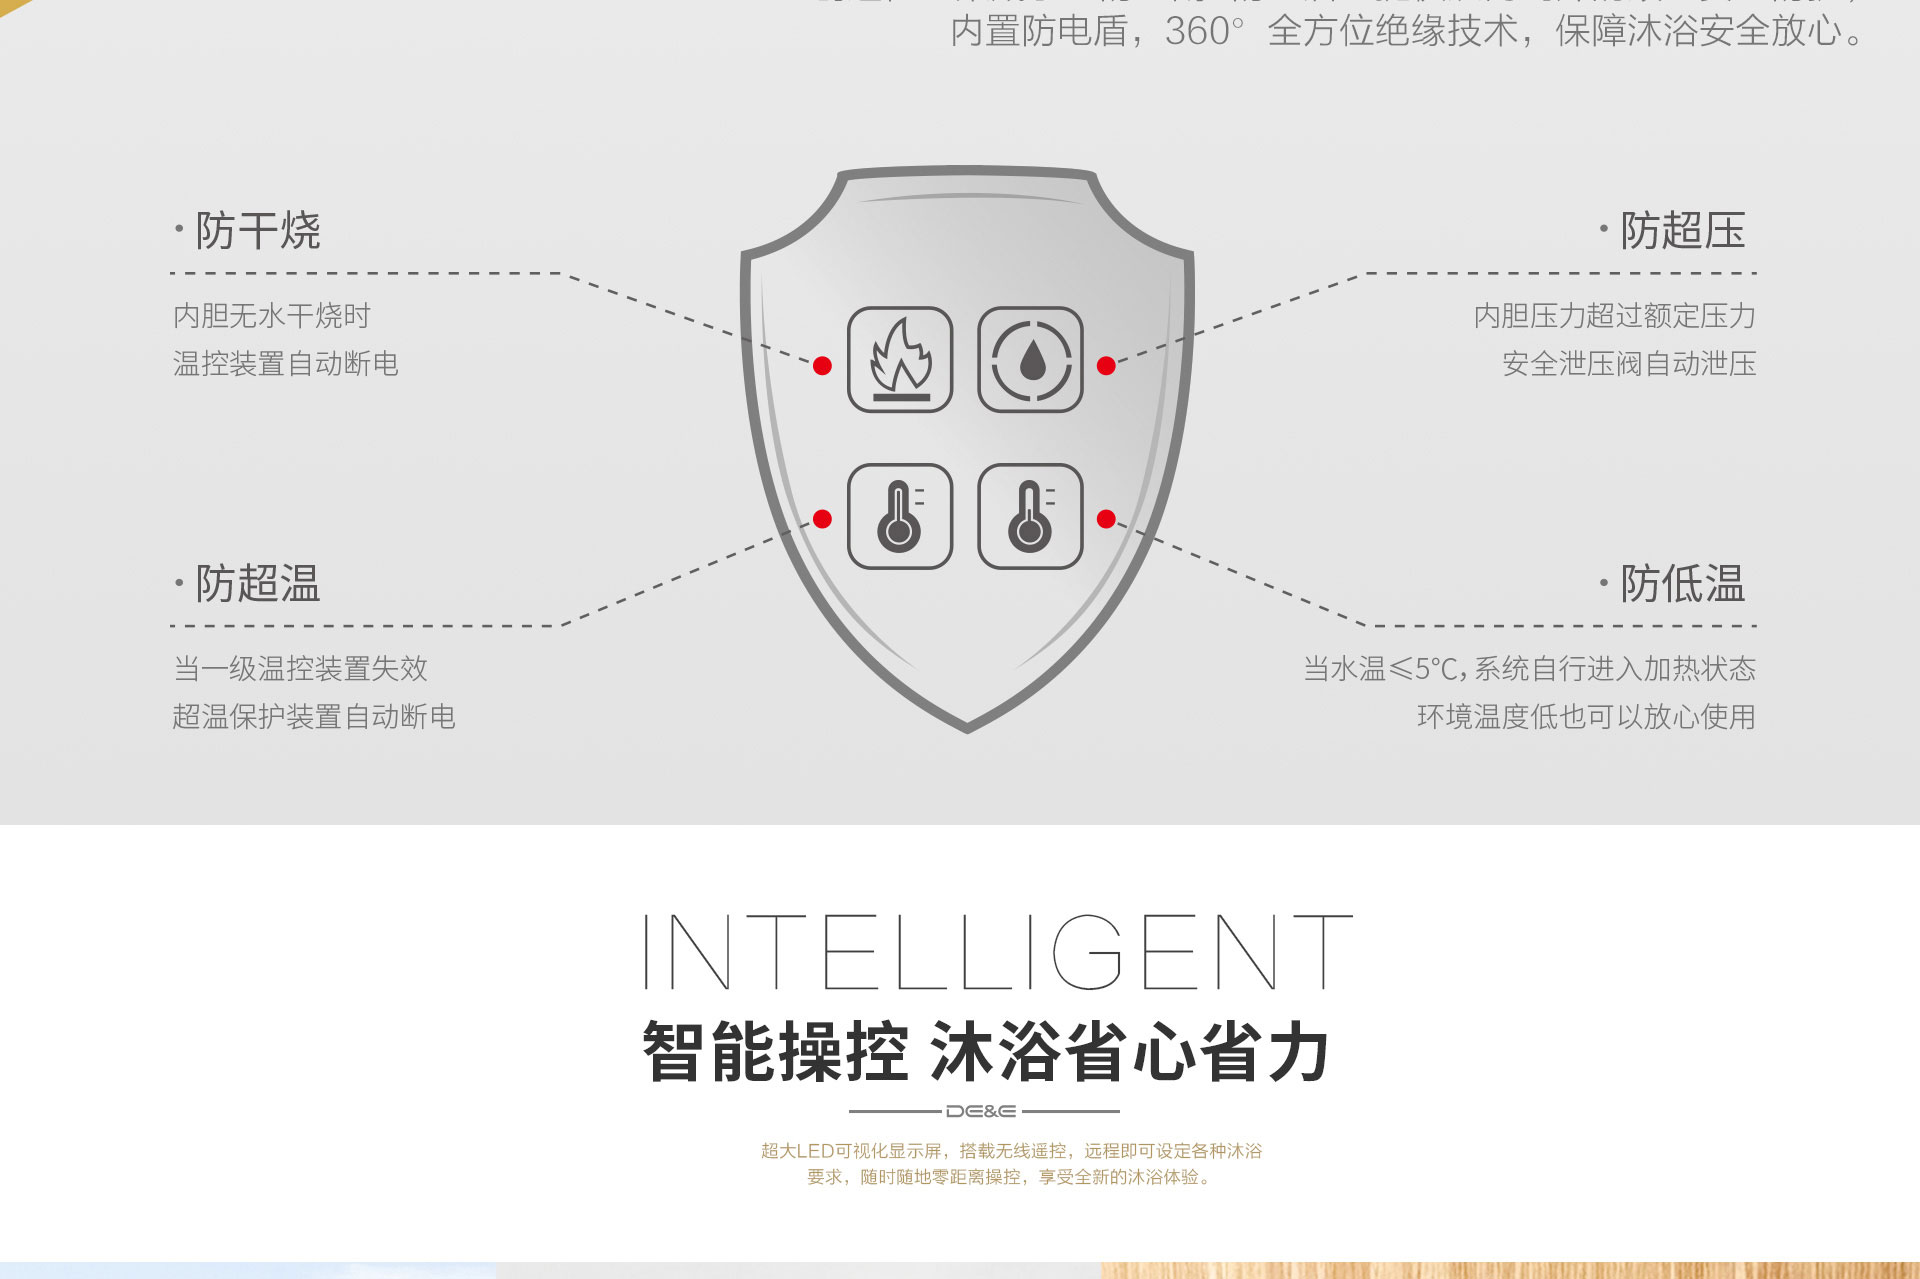 内置防电盾，360°全方位绝缘技术，保障沐浴安全放心。
·防干烧
内胆无水干烧时
温控装置自动断电
·防超压
内胆压力超过额定压力
安全泄压阀自动泄压
·防超温
当一级温控装置失效
超温保护装置自动断电
·防低温
当水温≤5℃，系统自行进入加热状态
环境温度低也可以放心使用
INTELLIGENT
智能操控 沐浴省心省力
DE&E
超大LED可视化显示屏，搭载无线遥控，远程即可设定各种沐浴
要求，随时随地零距离操控，享受全新的沐浴体验。